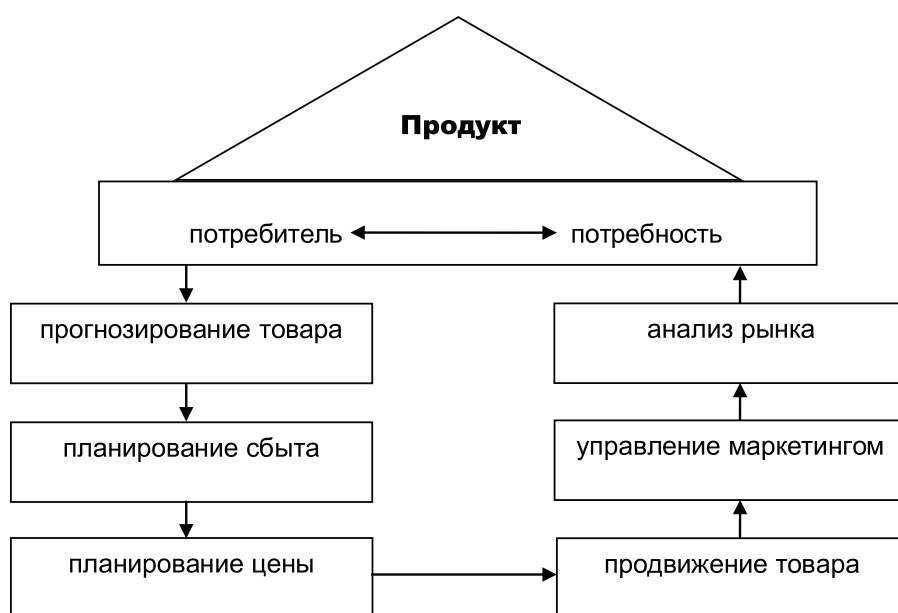 Продукт
потребитель потребность
прогнозирование товара
анализ рынка
планирование сбыта
управление маркетингом
планирование цены
продвижение товара